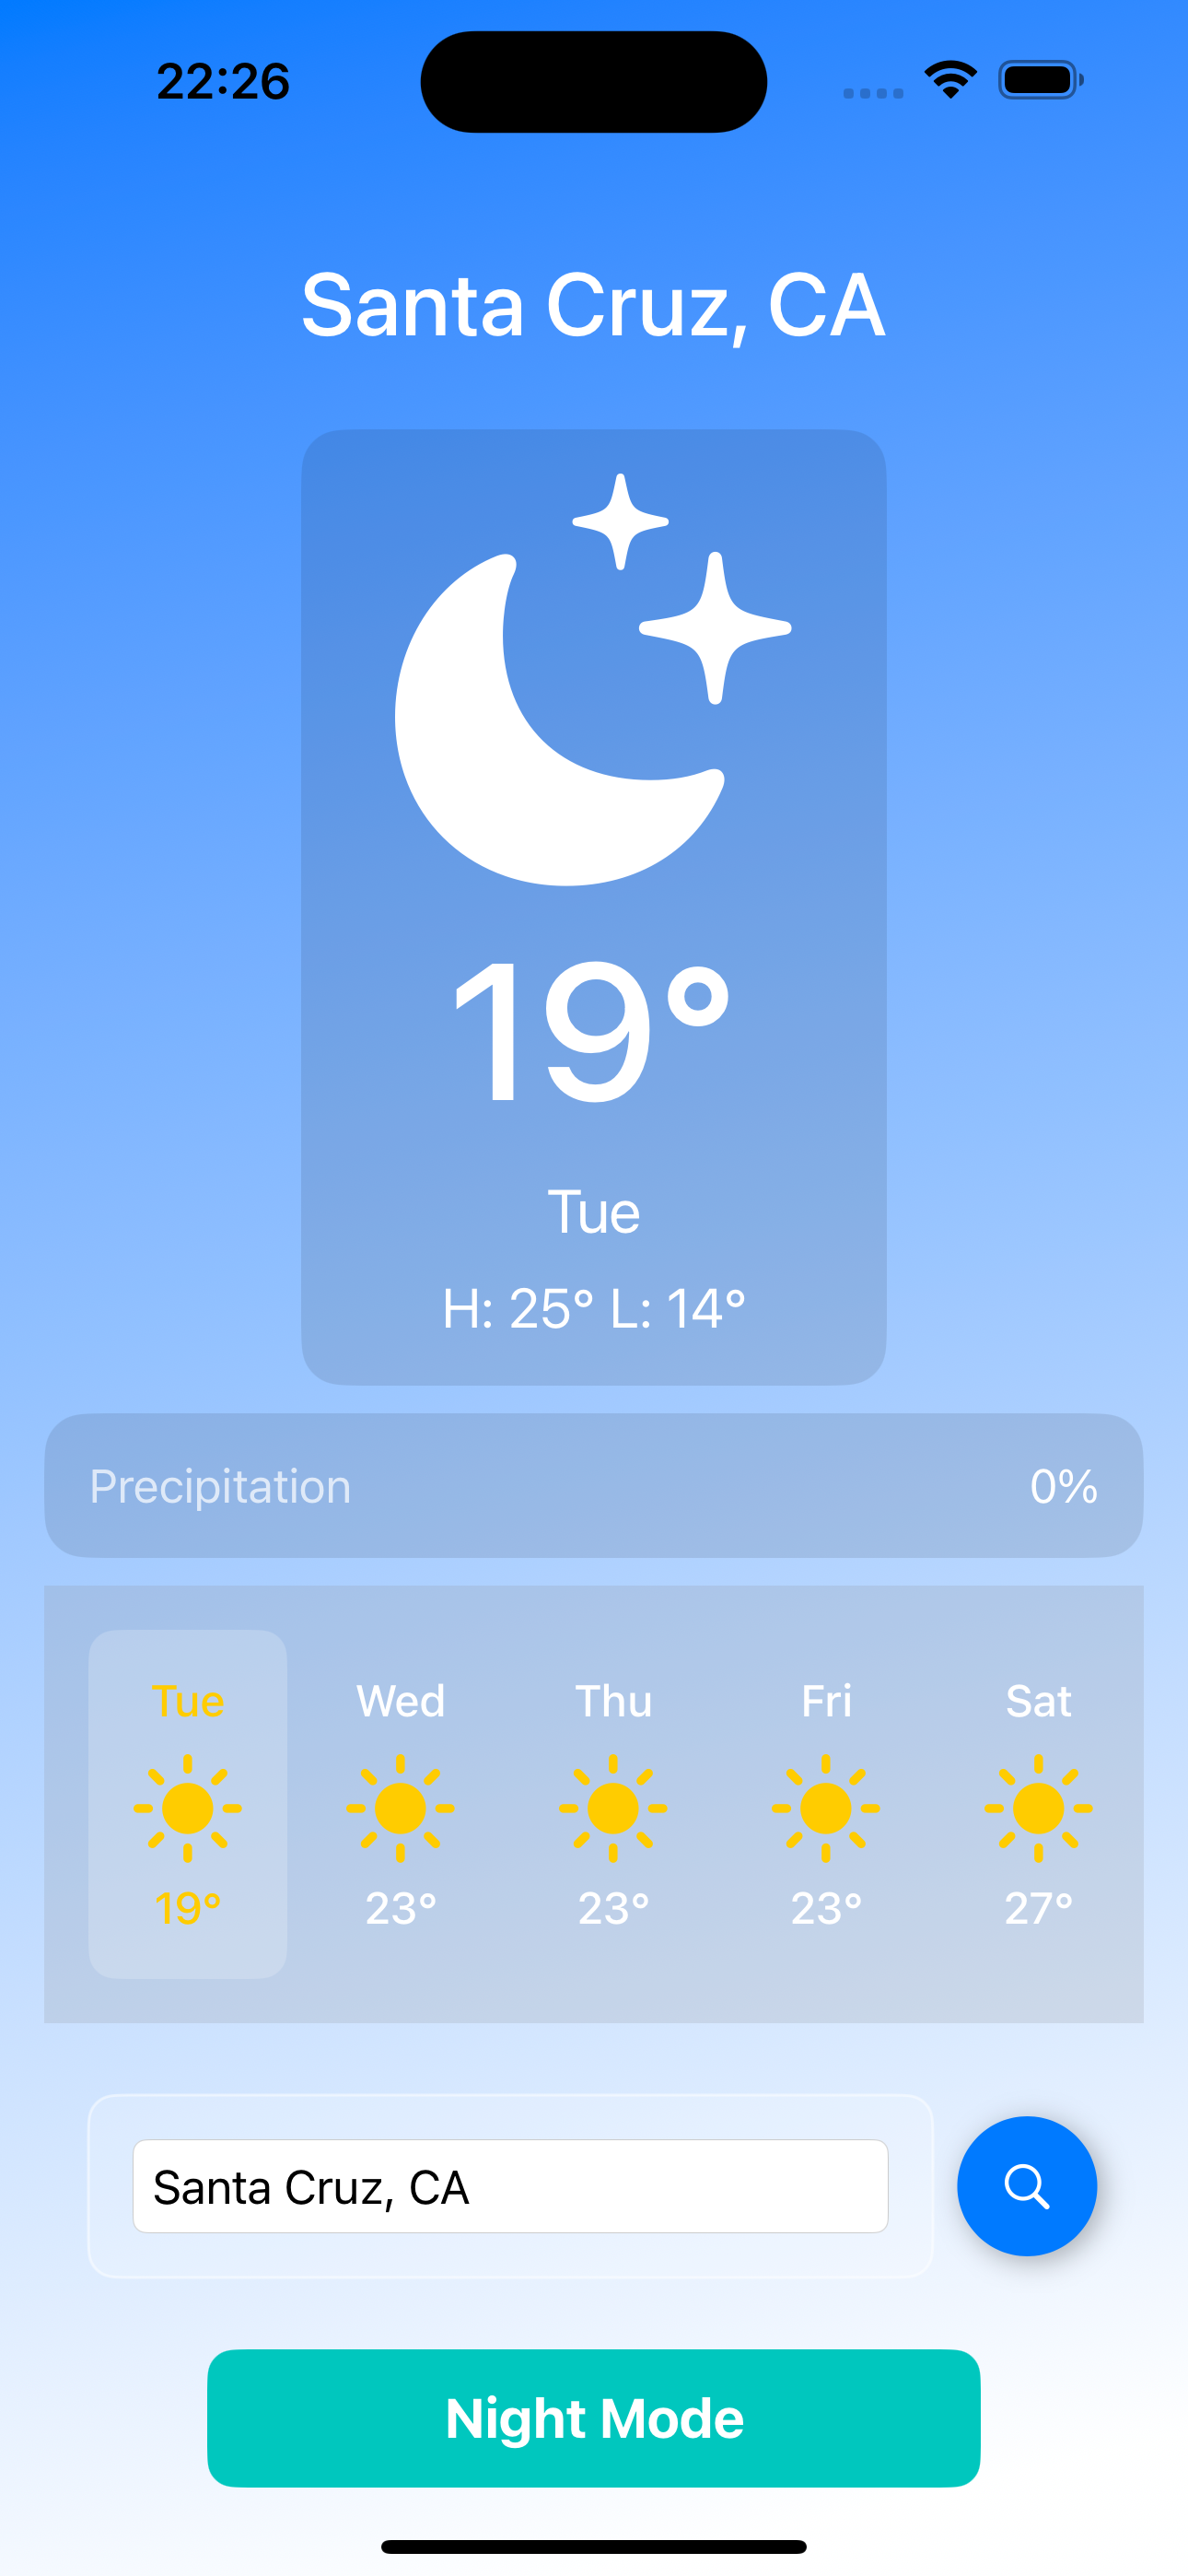 22:26
Santa Cruz, CA
19°
Tue
H: 25° L: 14°
Precipitation 0%
Tue Wed Thu Fri Sat
19° 23° 23° 23° 27°
Santa Cruz, CA
Night Mode